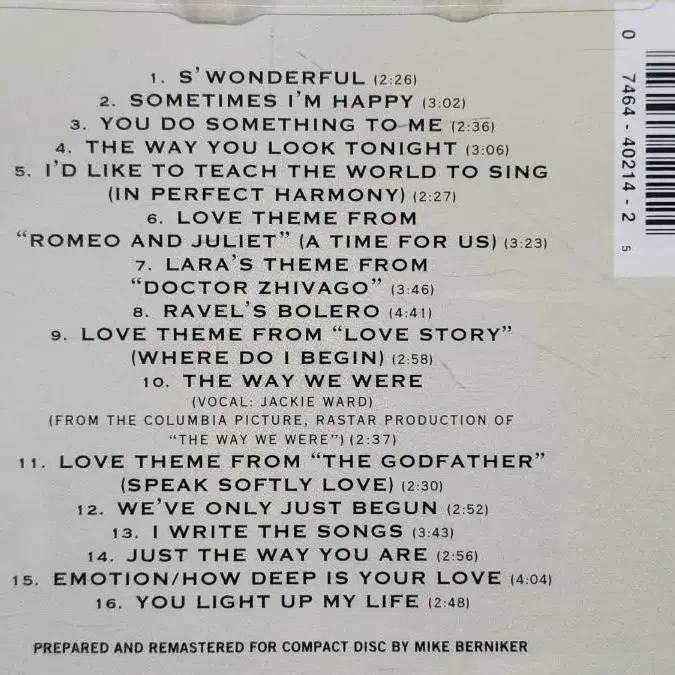 1. S'WONDERFUL (2:26)
2. SOMETIMES I'M HAPPY (3:02)
3. YOU DO SOMETHING TO ME (2:36)
4. THE WAY YOU LOOK TONIGHT (3:06)
5. I'D LIKE TO TEACH THE WORLD TO SING
(IN PERFECT HARMONY) (2:27)
6. LOVE THEME FROM
"ROMEO AND JULIET" (A TIME FOR US) (3:23)
7. LARA'S THEME FROM
"DOCTOR ZHIVAGO" (3:46)
8. RAVEL'S BOLERO (4:41)
9. LOVE THEME FROM "LOVE STORY"
(WHERE DO I BEGIN) (2:58)
10. THE WAY WE WERE
(VOCAL: JACKIE WARD)
(FROM THE COLUMBIA PICTURE, RASTAR PRODUCTION OF
"THE WAY WE WERE") (2:37)
11. LOVE THEME FROM "THE GODFATHER"
(SPEAK SOFTLY LOVE) (2:30)
12. WE'VE ONLY JUST BEGUN (2:52)
13. I WRITE THE SONGS (3:43)
14. JUST THE WAY YOU ARE (2:56)
15. EMOTION/HOW DEEP IS YOUR LOVE (4:04)
16. YOU LIGHT UP MY LIFE (2:48)
PREPARED AND REMASTERED FOR COMPACT DISC BY MIKE BERNIKER
0 7464-40214-2 5